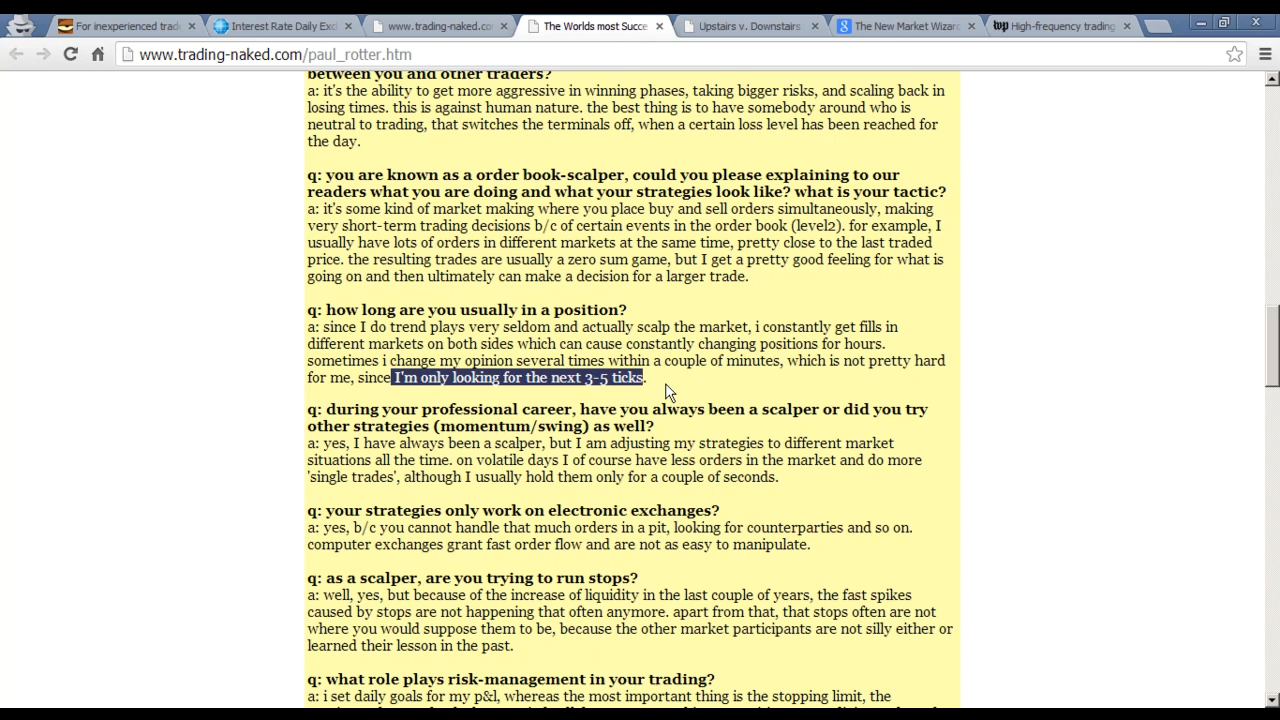 For inexperienced trad
Interest Rate Daily Exc
www.trading-naked.co
The Worlds most Succe
Upstairs v. Downstairs
The New Market Wizard
High-frequency trading
www.trading-naked.com/paul_rotter.htm
between you and other traders?
a: it's the ability to get more aggressive in winning phases, taking bigger risks, and scaling back in
losing times. this is against human nature. the best thing is to have somebody around who is
neutral to trading, that switches the terminals off, when a certain loss level has been reached for
the day.
q: you are known as a order book-scalper, could you please explaining to our
readers what you are doing and what your strategies look like? what is your tactic?
a: it's some kind of market making where you place buy and sell orders simultaneously, making
very short-term trading decisions b/c of certain events in the order book (level2). for example, I
usually have lots of orders in different markets at the same time, pretty close to the last traded
price. the resulting trades are usually a zero sum game, but I get a pretty good feeling for what is
going on and then ultimately can make a decision for a larger trade.
q: how long are you usually in a position?
a: since I do trend plays very seldom and actually scalp the market, i constantly get fills in
different markets on both sides which can cause constantly changing positions for hours.
sometimes i change my opinion several times within a couple of minutes, which is not pretty hard
for me, since I'm only looking for the next 3-5 ticks.
q: during your professional career, have you always been a scalper or did you try
other strategies (momentum/swing) as well?
a: yes, I have always been a scalper, but I am adjusting my strategies to different market
situations all the time. on volatile days I of course have less orders in the market and do more
'single trades', although I usually hold them only for a couple of seconds.
q: your strategies only work on electronic exchanges?
a: yes, b/c you cannot handle that much orders in a pit, looking for counterparties and so on.
computer exchanges grant fast order flow and are not as easy to manipulate.
q: as a scalper, are you trying to run stops?
a: well, yes, but because of the increase of liquidity in the last couple of years, the fast spikes
caused by stops are not happening that often anymore. apart from that, that stops often are not
where you would suppose them to be, because the other market participants are not silly either or
learned their lesson in the past.
q: what role plays risk-management in your trading?
a: i set daily goals for my p&l, whereas the most important thing is the stopping limit, the